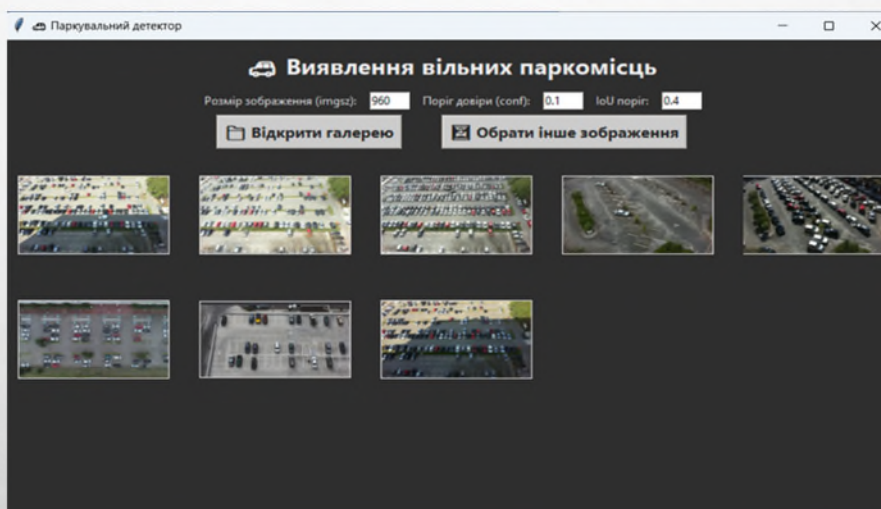 Паркувальний детектор
Виявлення вільних паркомісць
Розмір зображення (imgsz): 960 Поріг довіри (conf): 0.1 IoU поріг: 0.4
Відкрити галерею Обрати інше зображення